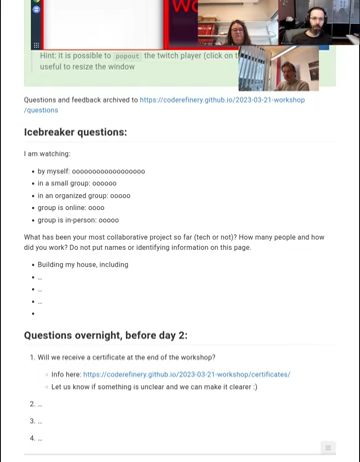 WO
Hint: It is possible to popout the twitch player (click on t
useful to resize the window
Questions and feedback archived to https://coderefinery.github.io/2023-03-21-workshop
/questions
Icebreaker questions:
I am watching:
• by myself: oooooooooooooooooo
• in a small group: oooooo
• in an organized group: ooooo
• group is online: oooo
• group is in-person: ooooo
What has been your most collaborative project so far (tech or not)? How many people and how
did you work? Do not put names or identifying information on this page.
• Building my house, including
• ..
• ..
• ..
•
Questions overnight, before day 2:
1. Will we receive a certificate at the end of the workshop?
○ Info here: https://coderefinery.github.io/2023-03-21-workshop/certificates/
○ Let us know if something is unclear and we can make it clearer :)
2. ...
3. ...
4. ...